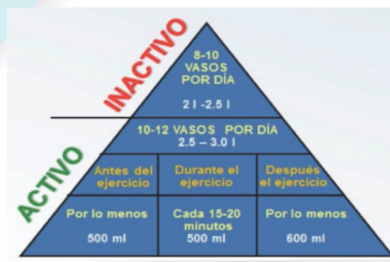 INACTIVO
8-10
VASOS
POR DÍA
2 l -2.5 l
ACTIVO
10-12 VASOS POR DÍA
2.5 – 3.0 l
Antes del
ejercicio
Durante el
ejercicio
Después
el ejercicio
Por lo menos
500 ml
Cada 15-20
minutos
500 ml
Por lo menos
600 ml